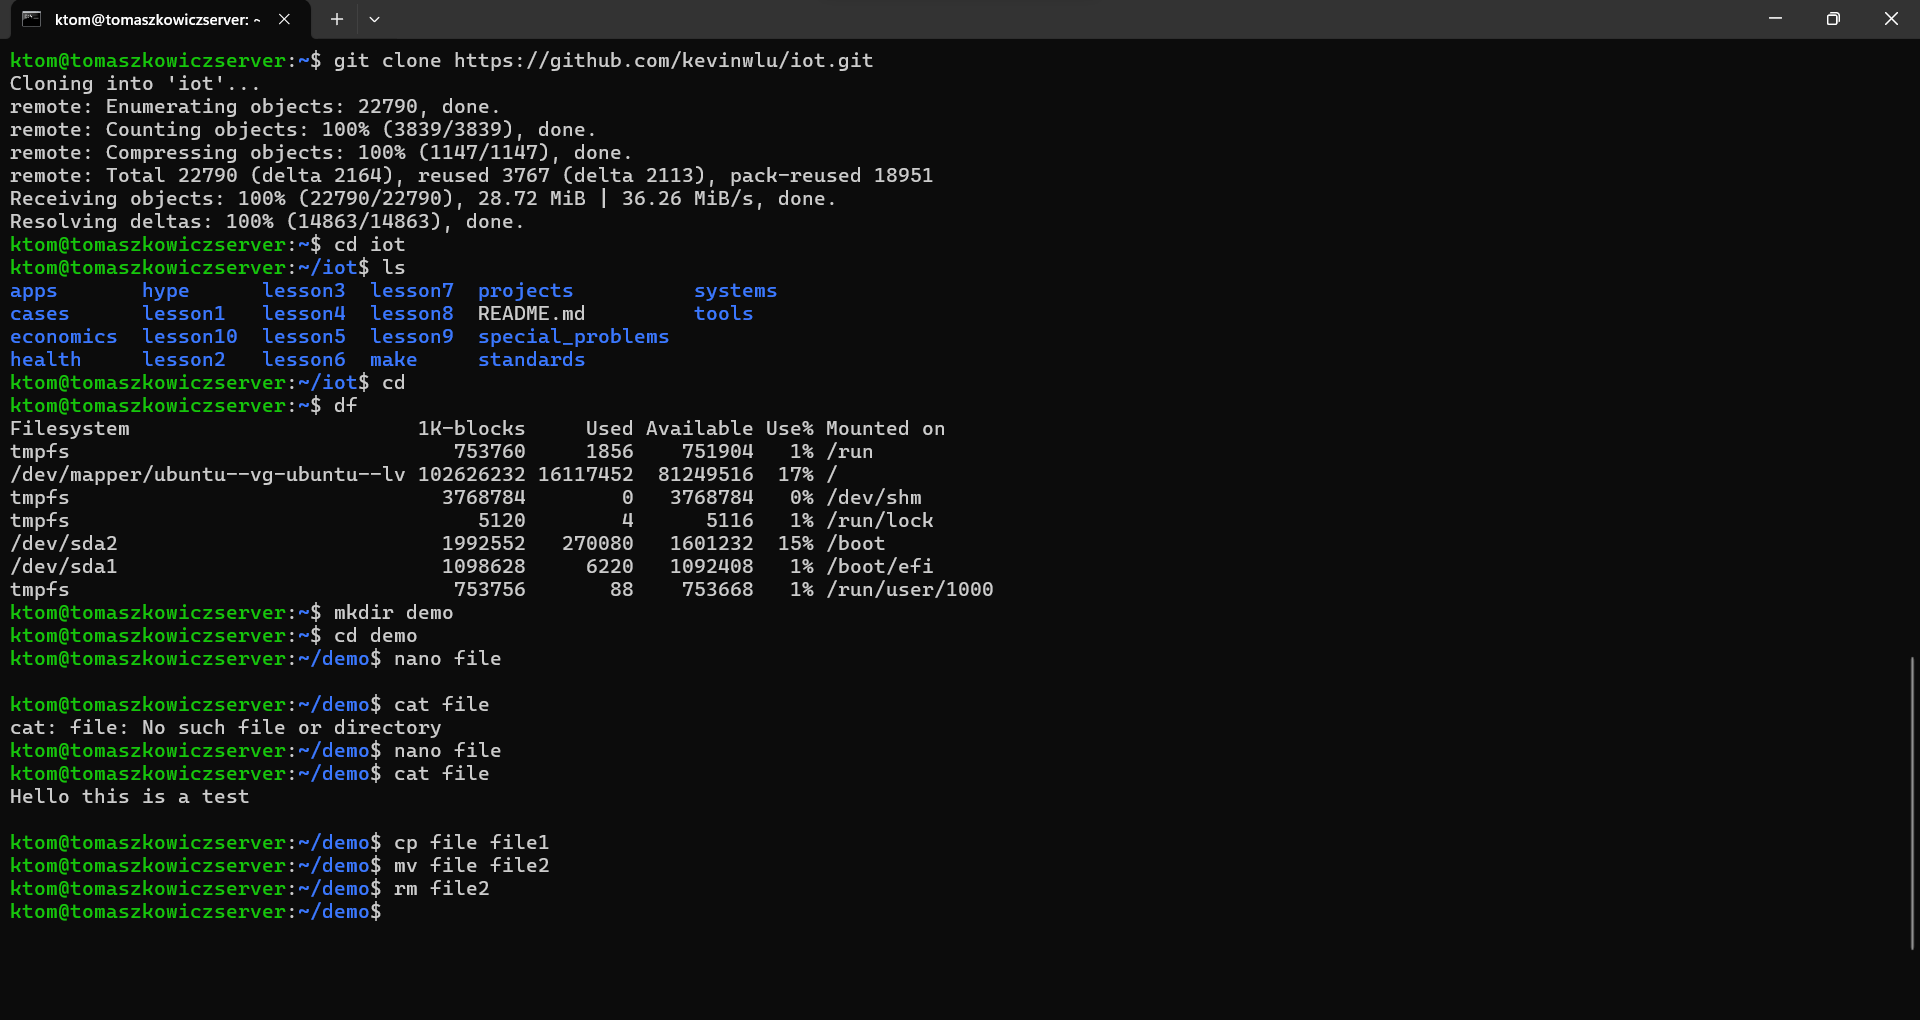 ktom@tomaszkowiczserver: ~
ktom@tomaszkowiczserver:~$ git clone https://github.com/kevinwlu/iot.git
Cloning into 'iot'...
remote: Enumerating objects: 22790, done.
remote: Counting objects: 100% (3839/3839), done.
remote: Compressing objects: 100% (1147/1147), done.
remote: Total 22790 (delta 2164), reused 3767 (delta 2113), pack-reused 18951
Receiving objects: 100% (22790/22790), 28.72 MiB | 36.26 MiB/s, done.
Resolving deltas: 100% (14863/14863), done.
ktom@tomaszkowiczserver:~$ cd iot
ktom@tomaszkowiczserver:~/iot$ ls
apps       hype      lesson3  lesson7  projects          systems
cases      lesson1   lesson4  lesson8  README.md         tools
economics  lesson10  lesson5  lesson9  special_problems
health     lesson2   lesson6  make     standards
ktom@tomaszkowiczserver:~/iot$ cd
ktom@tomaszkowiczserver:~$ df
Filesystem                        1K-blocks     Used Available Use% Mounted on
tmpfs                                753760     1856    751904   1% /run
/dev/mapper/ubuntu--vg-ubuntu--lv 102626232 16117452  81249516  17% /
tmpfs                               3768784        0   3768784   0% /dev/shm
tmpfs                                  5120        4      5116   1% /run/lock
/dev/sda2                           1992552   270080   1601232  15% /boot
/dev/sda1                           1098628     6220   1092408   1% /boot/efi
tmpfs                                753756       88    753668   1% /run/user/1000
ktom@tomaszkowiczserver:~$ mkdir demo
ktom@tomaszkowiczserver:~$ cd demo
ktom@tomaszkowiczserver:~/demo$ nano file
ktom@tomaszkowiczserver:~/demo$ cat file
cat: file: No such file or directory
ktom@tomaszkowiczserver:~/demo$ nano file
ktom@tomaszkowiczserver:~/demo$ cat file
Hello this is a test
ktom@tomaszkowiczserver:~/demo$ cp file file1
ktom@tomaszkowiczserver:~/demo$ mv file file2
ktom@tomaszkowiczserver:~/demo$ rm file2
ktom@tomaszkowiczserver:~/demo$